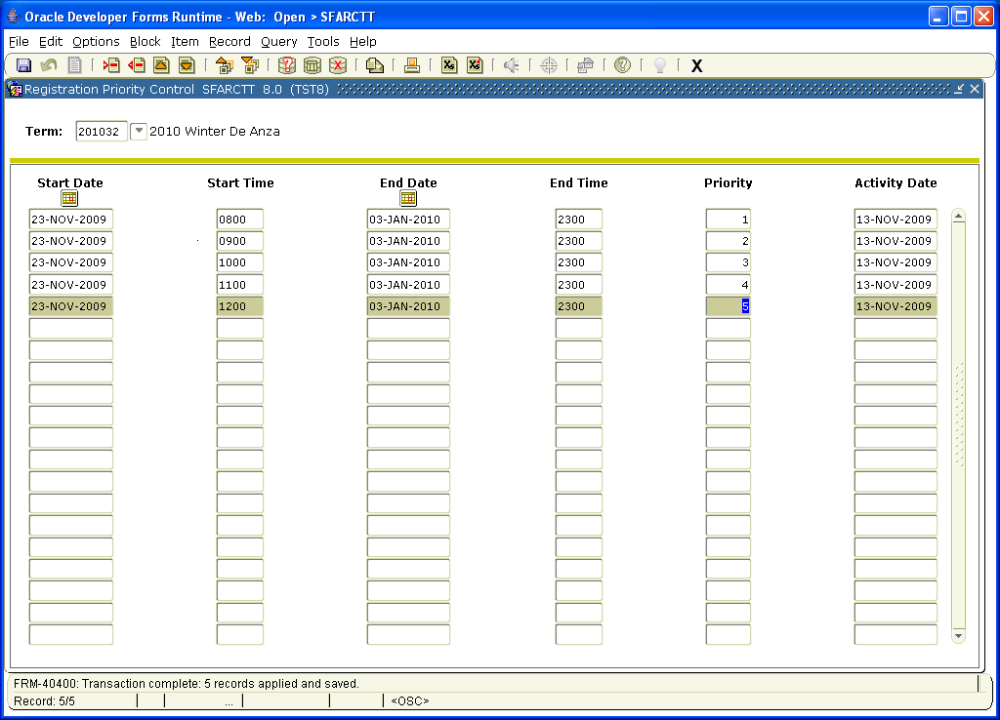 Oracle Developer Forms Runtime - Web: Open > SFARCTT
File Edit Options Block Item Record Query Tools Help
X
Registration Priority Control SFARCTT 8.0 (TST8)
Term: 201032 2010 Winter De Anza
Start Date Start Time End Date End Time Priority Activity Date
23-NOV-2009 0800 03-JAN-2010 2300 1 13-NOV-2009
23-NOV-2009 0900 03-JAN-2010 2300 2 13-NOV-2009
23-NOV-2009 1000 03-JAN-2010 2300 3 13-NOV-2009
23-NOV-2009 1100 03-JAN-2010 2300 4 13-NOV-2009
23-NOV-2009 1200 03-JAN-2010 2300 5 13-NOV-2009
FRM-40400: Transaction complete: 5 records applied and saved.
Record: 5/5 ... <OSC>